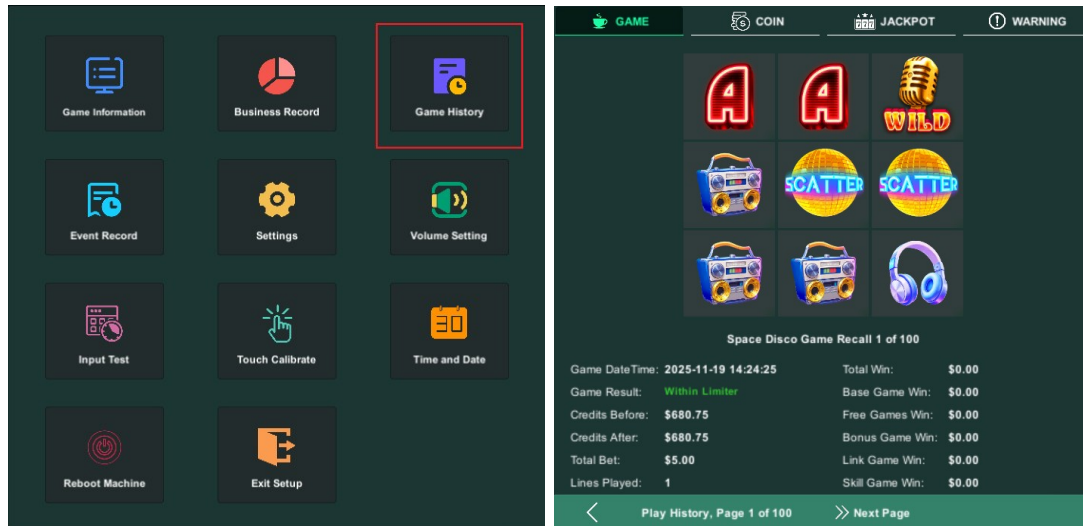 Game Information
Business Record
Game History
Event Record
Settings
Volume Setting
30
Input Test
Touch Calibrate
Time and Date
Reboot Machine
Exit Setup
GAME
COIN
777
JACKPOT
WARNING
A
A
WILD
SCATTER
SCATTER
Space Disco Game Recall 1 of 100
Game DateTime: 2025-11-19 14:24:25 Total Win: $0.00
Game Result: Within Limiter Base Game Win: $0.00
Credits Before: $680.75 Free Games Win: $0.00
Credits After: $680.75 Bonus Game Win: $0.00
Total Bet: $5.00 Link Game Win: $0.00
Lines Played: 1 Skill Game Win: $0.00
Play History, Page 1 of 100 Next Page